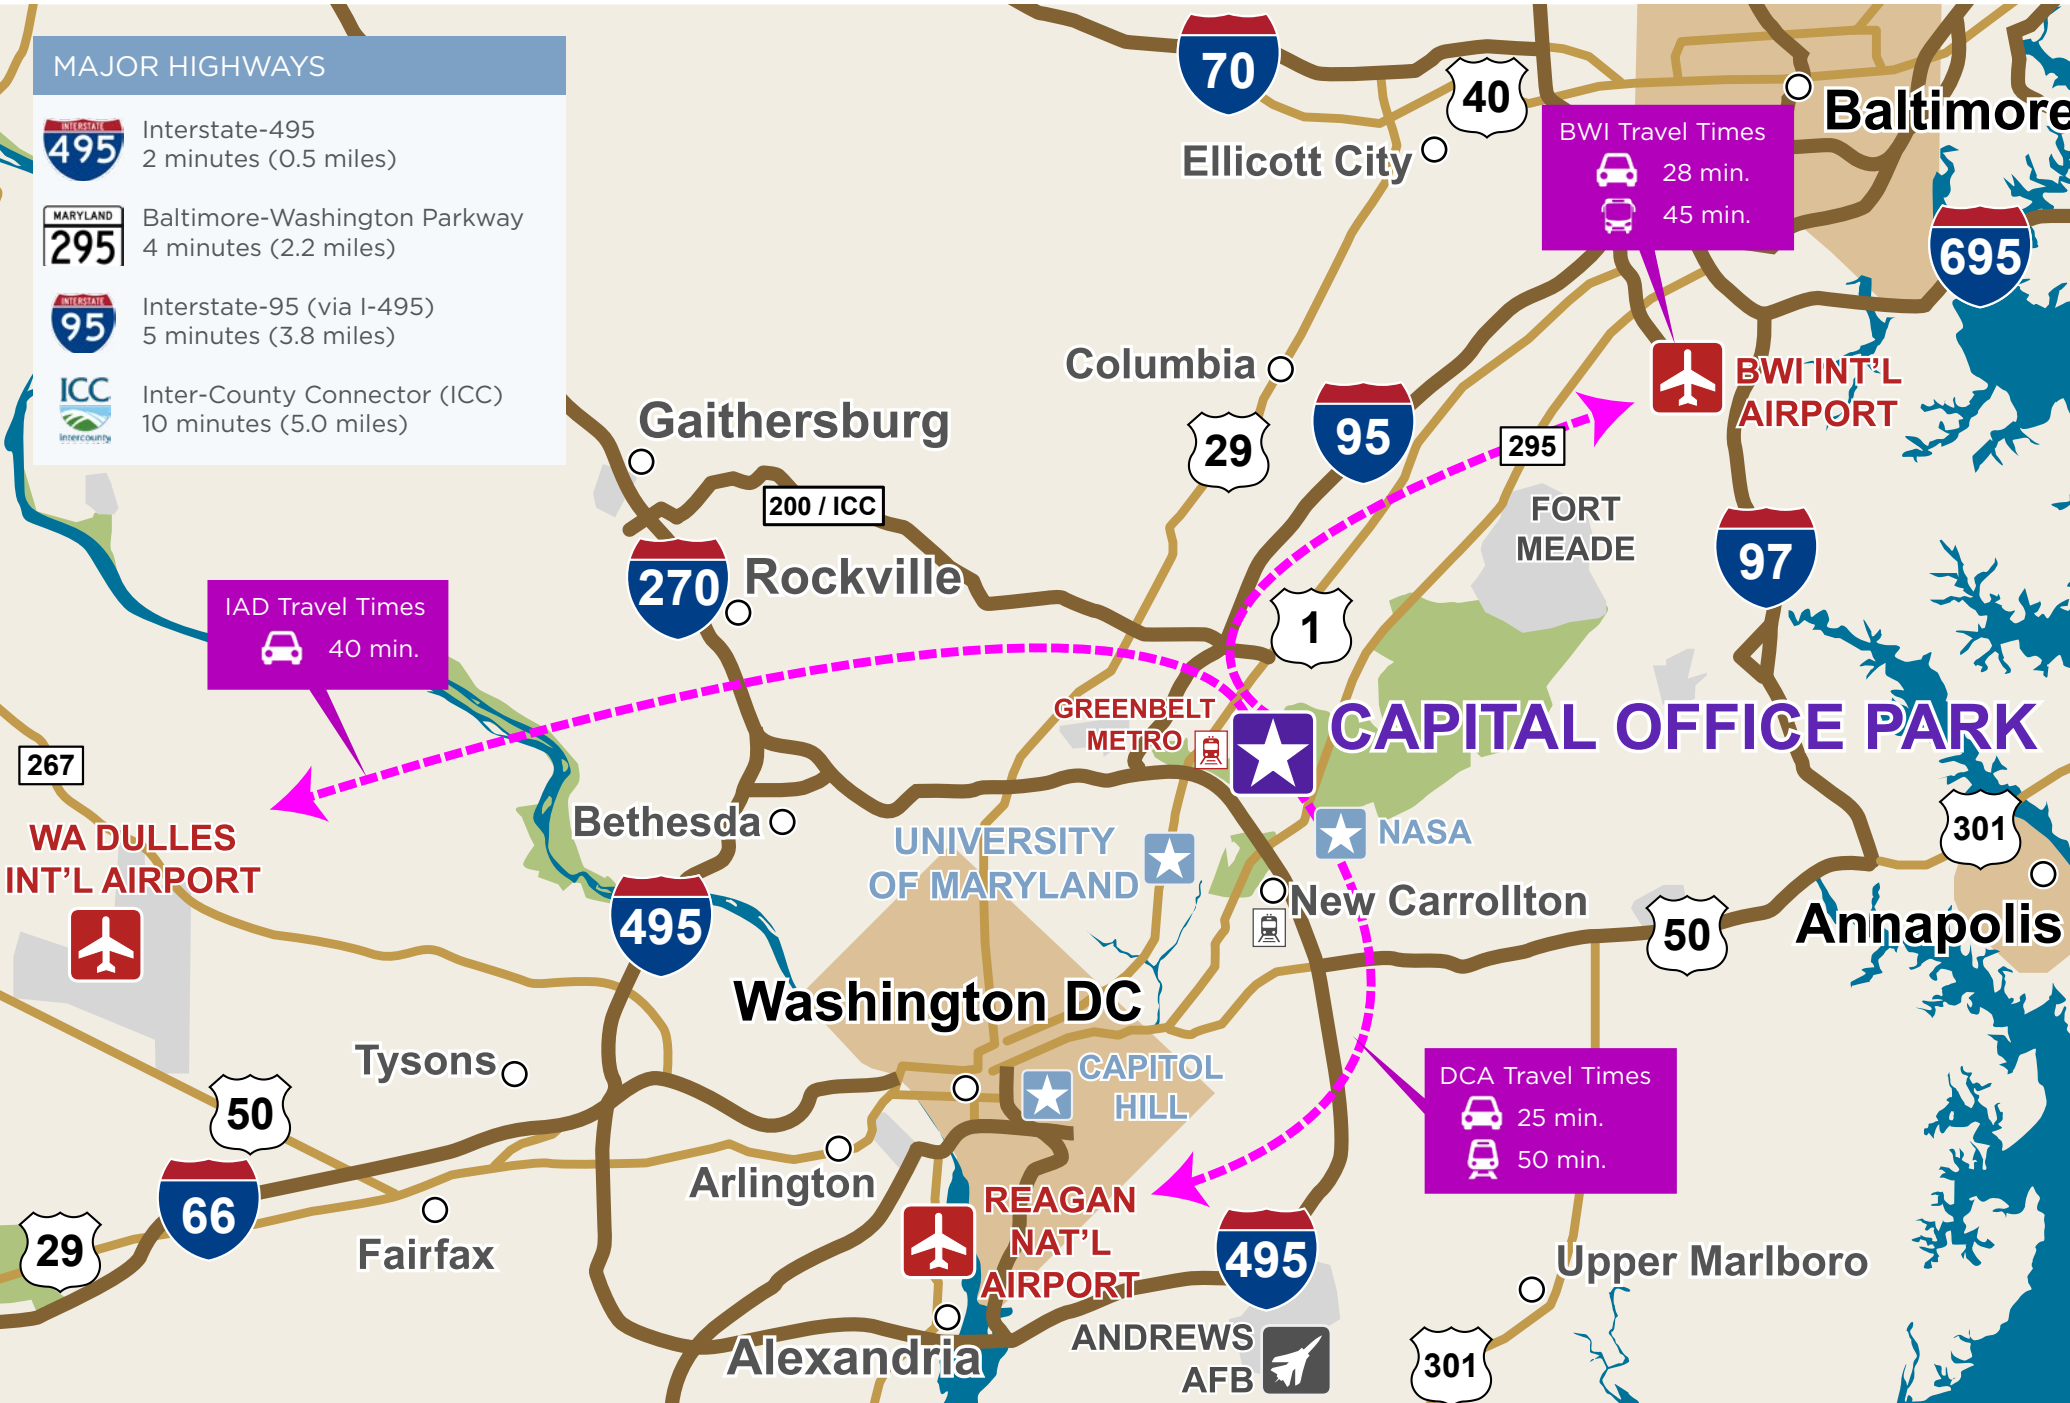 MAJOR HIGHWAYS
INTERSTATE
495
Interstate-495
2 minutes (0.5 miles)
MARYLAND
295
Baltimore-Washington Parkway
4 minutes (2.2 miles)
INTERSTATE
95
Interstate-95 (via I-495)
5 minutes (3.8 miles)
ICC
intercounty
Inter-County Connector (ICC)
10 minutes (5.0 miles)
70
40
Baltimore
Ellicott City
BWI Travel Times
28 min.
45 min.
695
Columbia
BWI INT'L
AIRPORT
Gaithersburg
29
95
295
200 / ICC
FORT
MEADE
97
270
Rockville
1
IAD Travel Times
40 min.
GREENBELT
METRO
CAPITAL OFFICE PARK
267
WA DULLES
INT'L AIRPORT
Bethesda
UNIVERSITY
OF MARYLAND
NASA
301
New Carrollton
495
50
Annapolis
Washington DC
Tysons
CAPITOL
HILL
DCA Travel Times
25 min.
50 min.
50
Arlington
66
REAGAN
NAT'L
AIRPORT
29
Fairfax
495
Upper Marlboro
Alexandria
ANDREWS
AFB
301